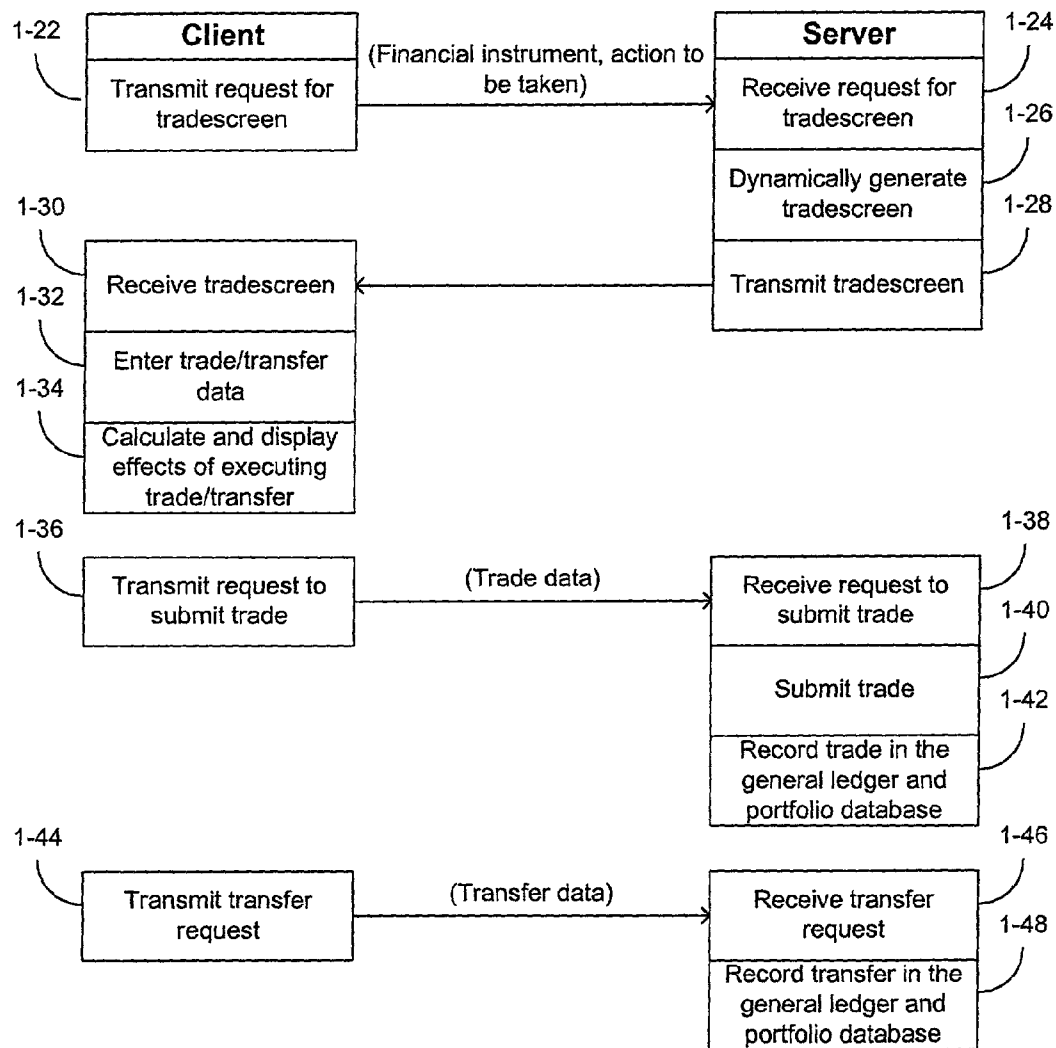 1-22
Client
(Financial instrument, action to
be taken)
Server
1-24
Transmit request for
tradescreen
Receive request for
tradescreen
1-26
Dynamically generate
tradescreen
1-28
Transmit tradescreen
1-30
Receive tradescreen
1-32
Enter trade/transfer
data
1-34
Calculate and display
effects of executing
trade/transfer
1-36
Transmit request to
submit trade
(Trade data)
1-38
Receive request to
submit trade
1-40
Submit trade
1-42
Record trade in the
general ledger and
portfolio database
1-44
Transmit transfer
request
(Transfer data)
1-46
Receive transfer
request
1-48
Record transfer in the
general ledger and
portfolio database